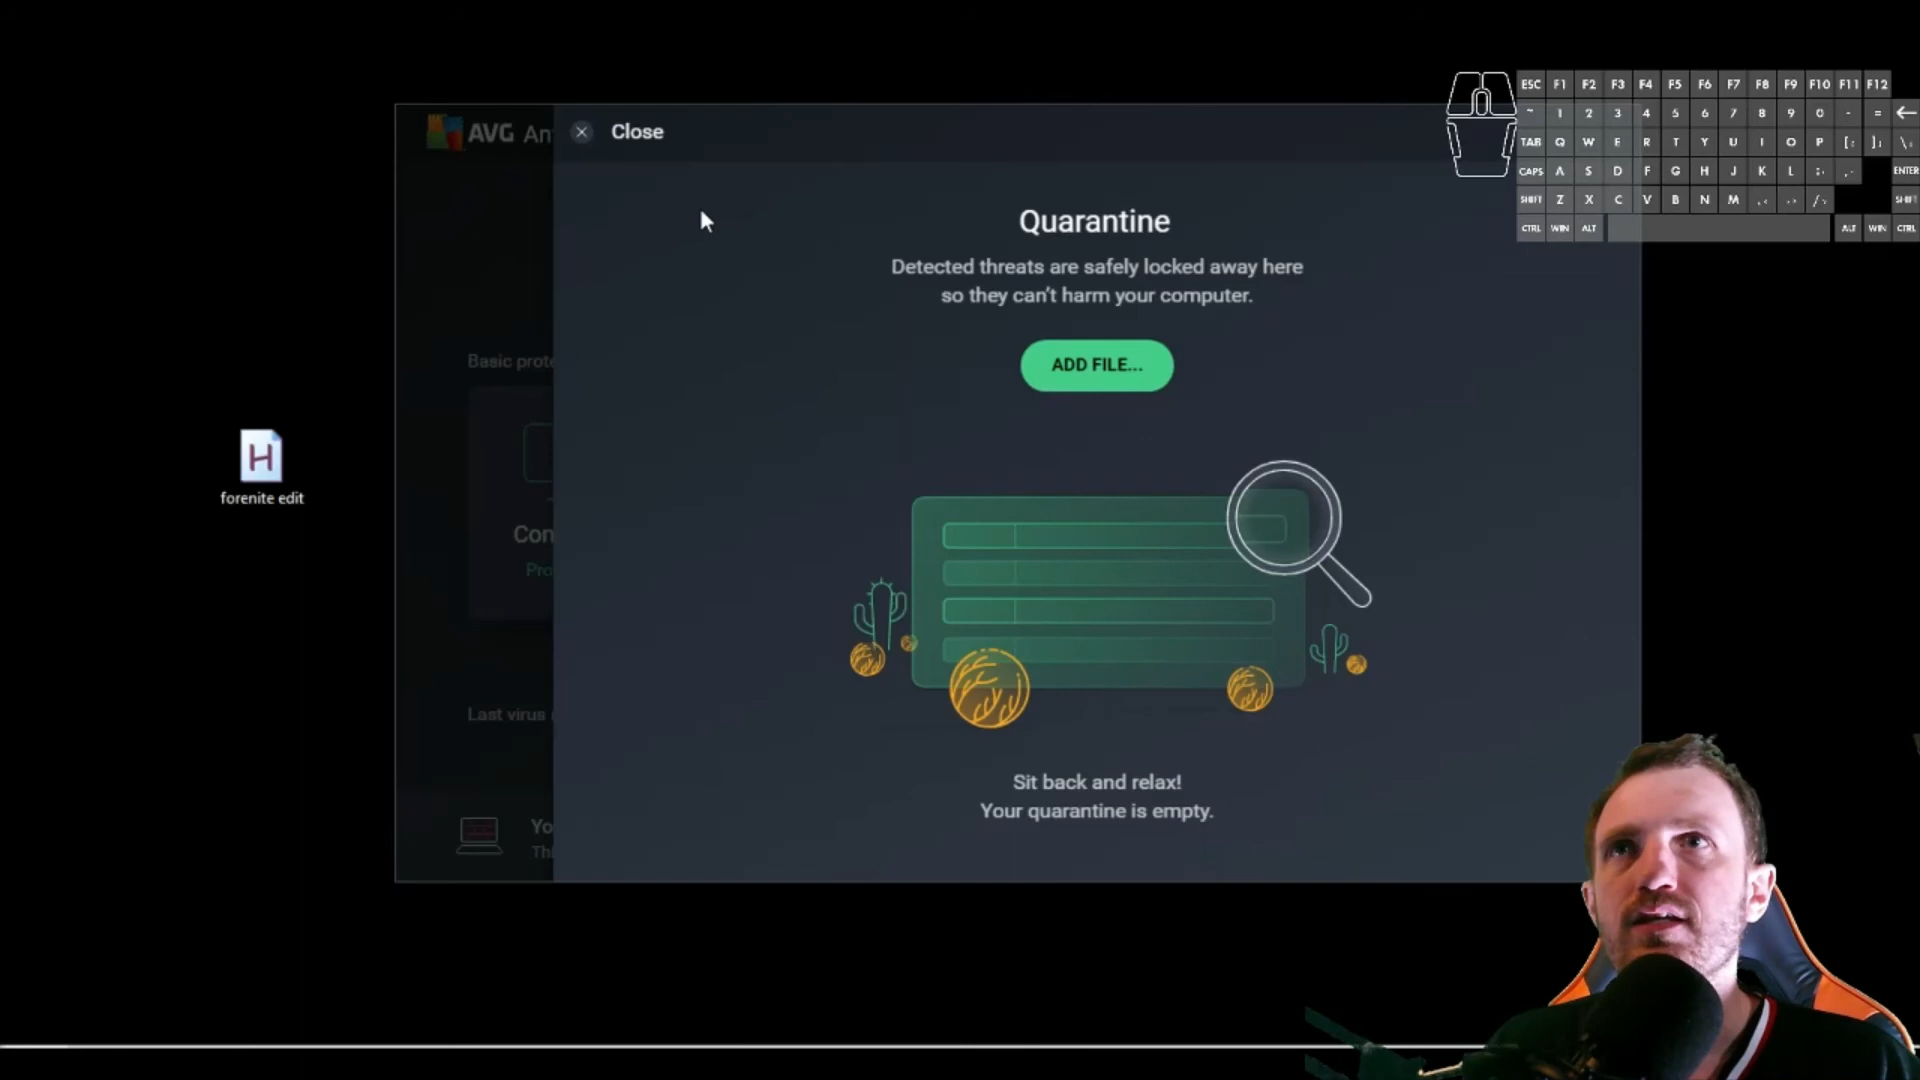 AVG An
Close
Quarantine
Detected threats are safely locked away here
so they can't harm your computer.
ADD FILE...
Basic prote
Con
Pro
Last virus
Yo
Thi
Sit back and relax!
Your quarantine is empty.
H
forenite edit
ESC F1 F2 F3 F4 F5 F6 F7 F8 F9 F10 F11 F12
~ 1 2 3 4 5 6 7 8 9 0 - = ←
TAB Q W E R T Y U I O P [: ]; \
CAPS A S D F G H J K L ENTER
SHIFT Z X C V B N M SHIFT
CTRL WIN ALT ALT WIN CTRL